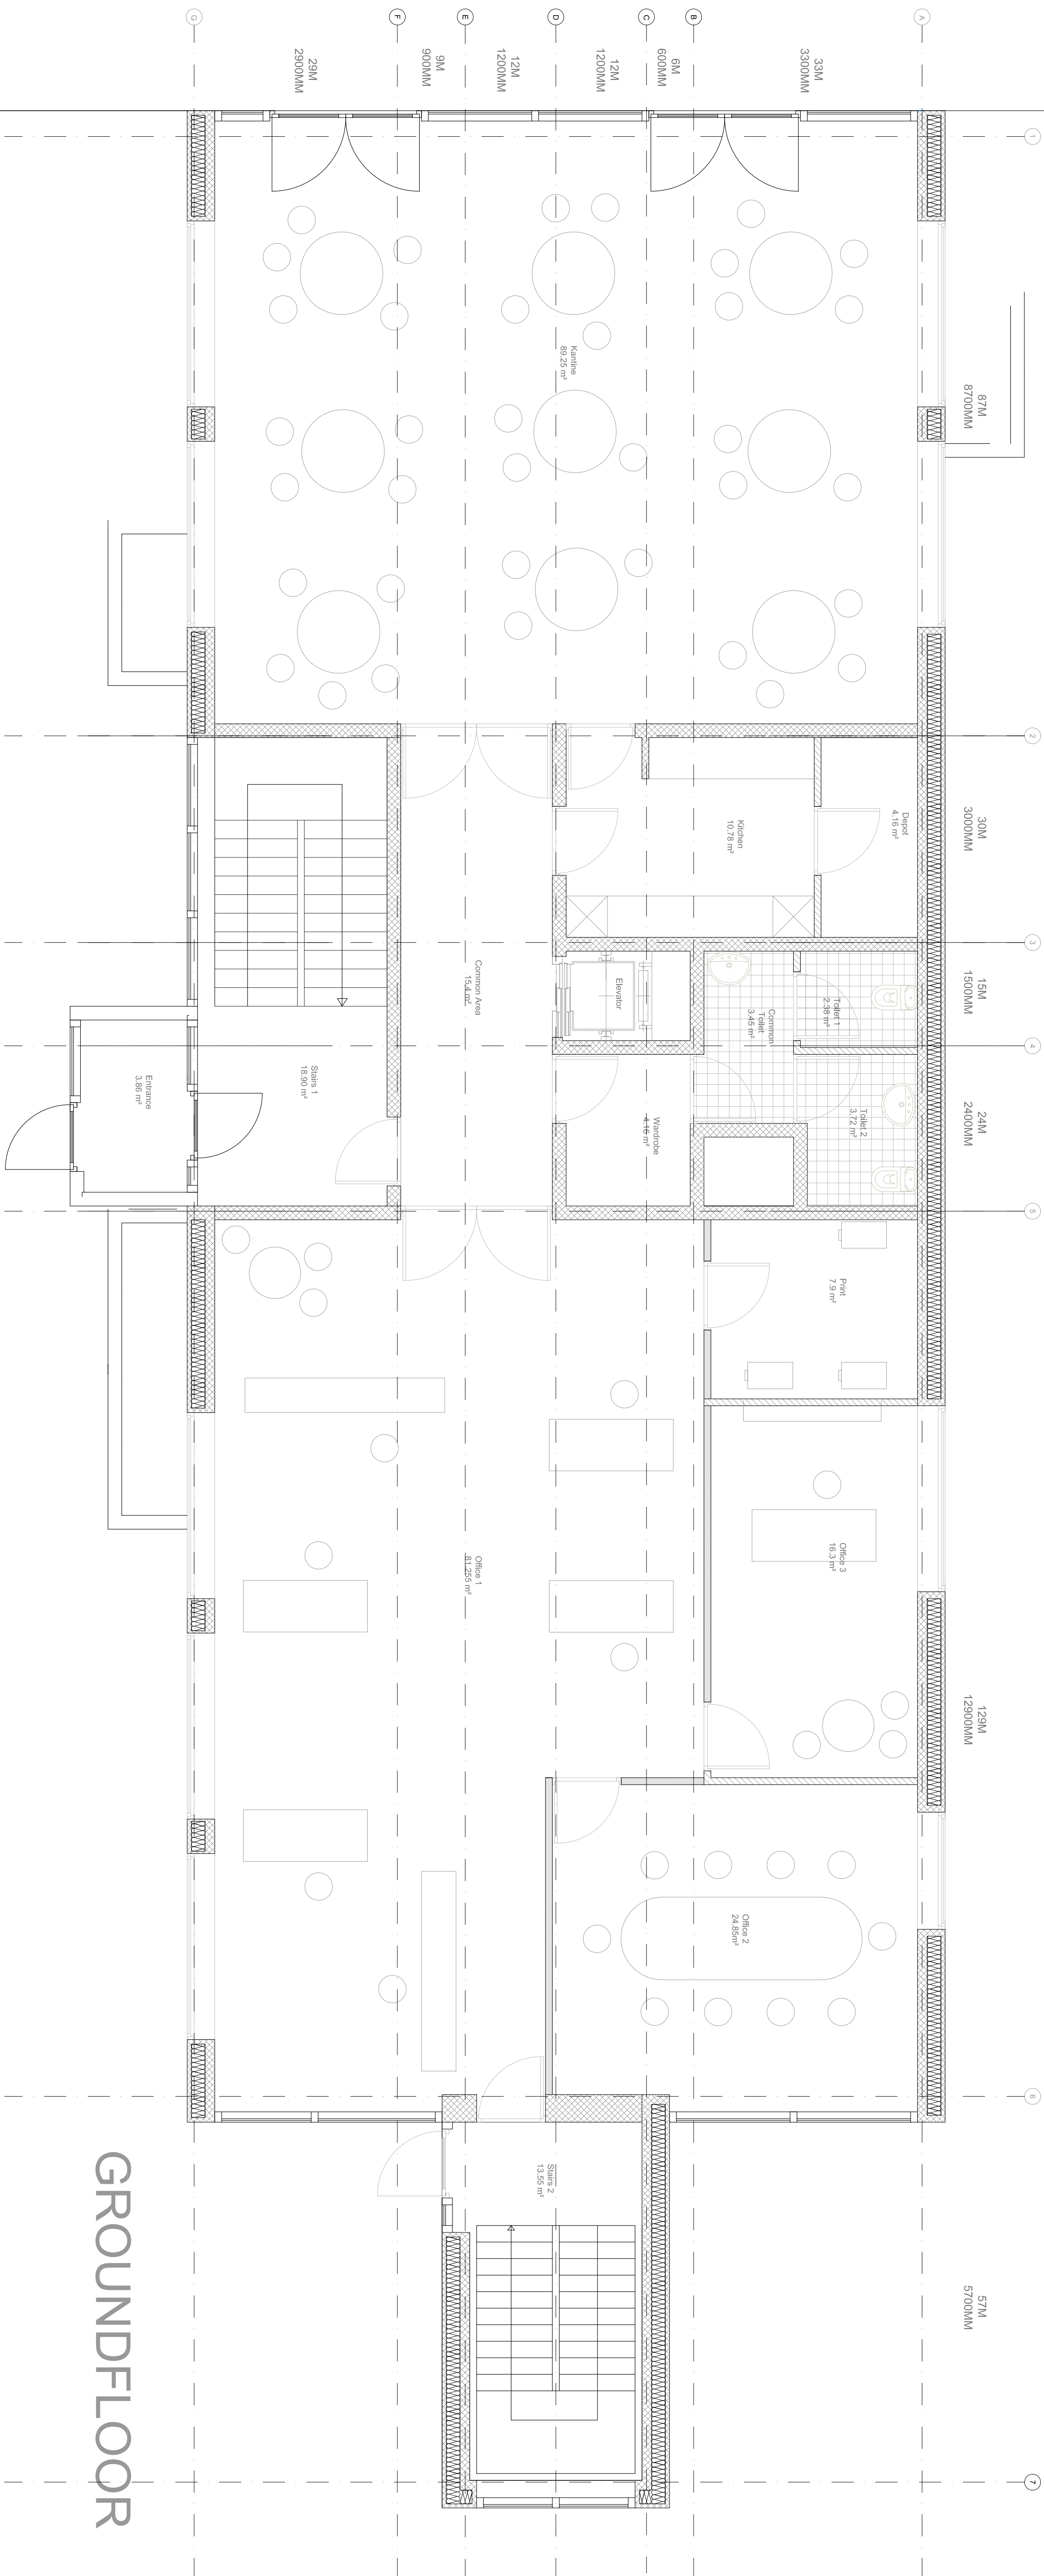 G
F
E
D
C
B
A
29M
2900MM
9M
900MM
12M
1200MM
12M
1200MM
6M
600MM
33M
3300MM
1
87M
8700MM
Kantine
89.25 m²
2
30M
3000MM
Depot
4.16 m²
Kitchen
10.78 m²
3
15M
1500MM
Common Area
15.4 m²
Elevator
Toilet 1
2.38 m²
Common
Toilet
3.45 m²
4
24M
2400MM
Stairs 1
18.90 m²
Entrance
3.86 m²
Wardrobe
4.16 m²
Toilet 2
3.72 m²
5
Print
7.9 m²
Office 3
16.3 m²
Office 1
81.255 m²
129M
12900MM
Office 2
24.85m²
6
Stairs 2
13.55 m²
57M
5700MM
7
GROUNDFLOOR